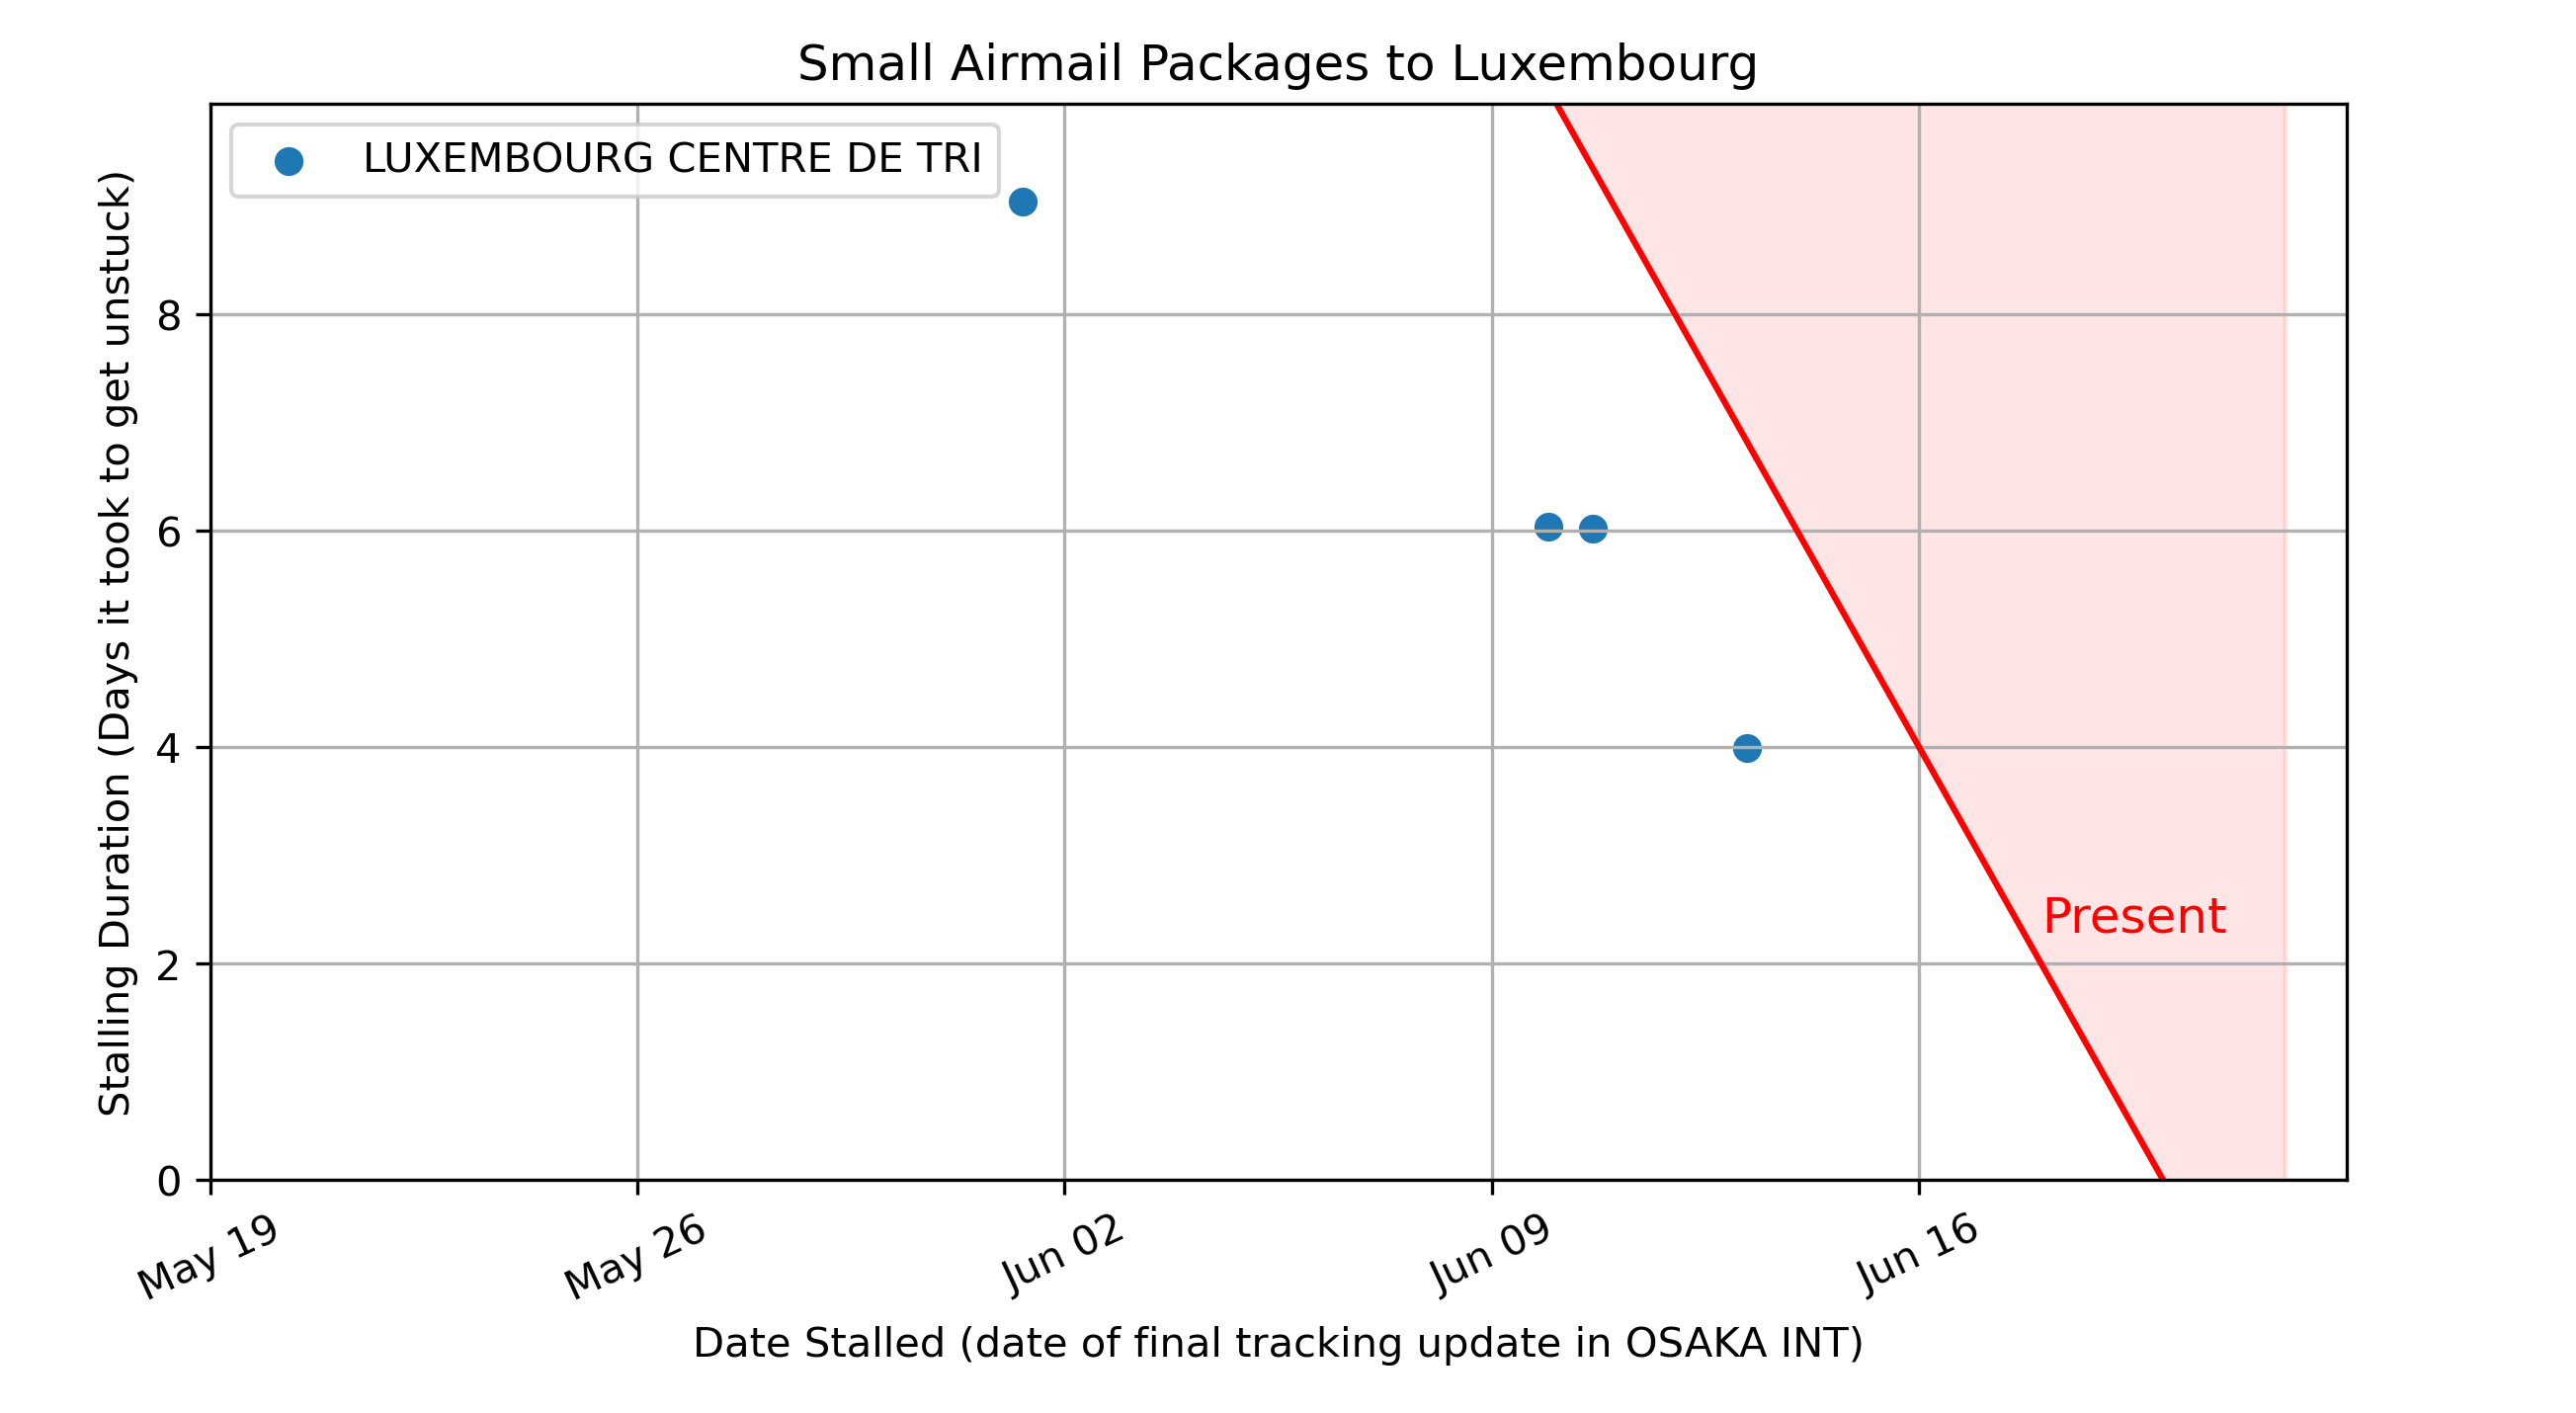 Small Airmail Packages to Luxembourg
LUXEMBOURG CENTRE DE TRI
Stalling Duration (Days it took to get unstuck)
8
6
4
2
0
Present
May 19
May 26
Jun 02
Jun 09
Jun 16
Date Stalled (date of final tracking update in OSAKA INT)